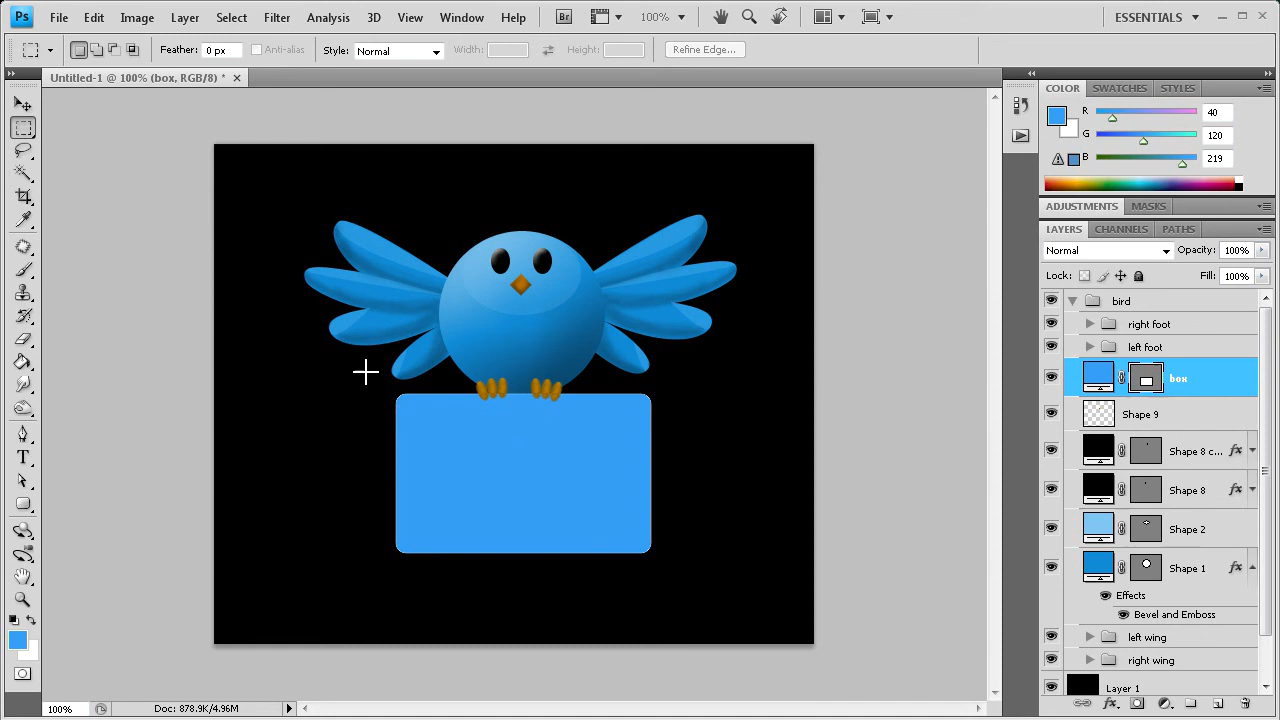 Ps File Edit Image Layer Select Filter Analysis 3D View Window Help Br 100% ESSENTIALS
Feather: 0 px Anti-alias Style: Normal Width: Height: Refine Edge...
Untitled-1 @ 100% (box, RGB/8) * ×
COLOR SWATCHES STYLES
R 40
G 120
B 219
ADJUSTMENTS MASKS
LAYERS CHANNELS PATHS
Normal Opacity: 100%
Lock: Fill: 100%
bird
right foot
left foot
box
Shape 9
Shape 8 c... fx
Shape 8 fx
Shape 2
Shape 1 fx
Effects
Bevel and Emboss
left wing
right wing
Layer 1
100% Doc: 878.9K/4.96M
fx